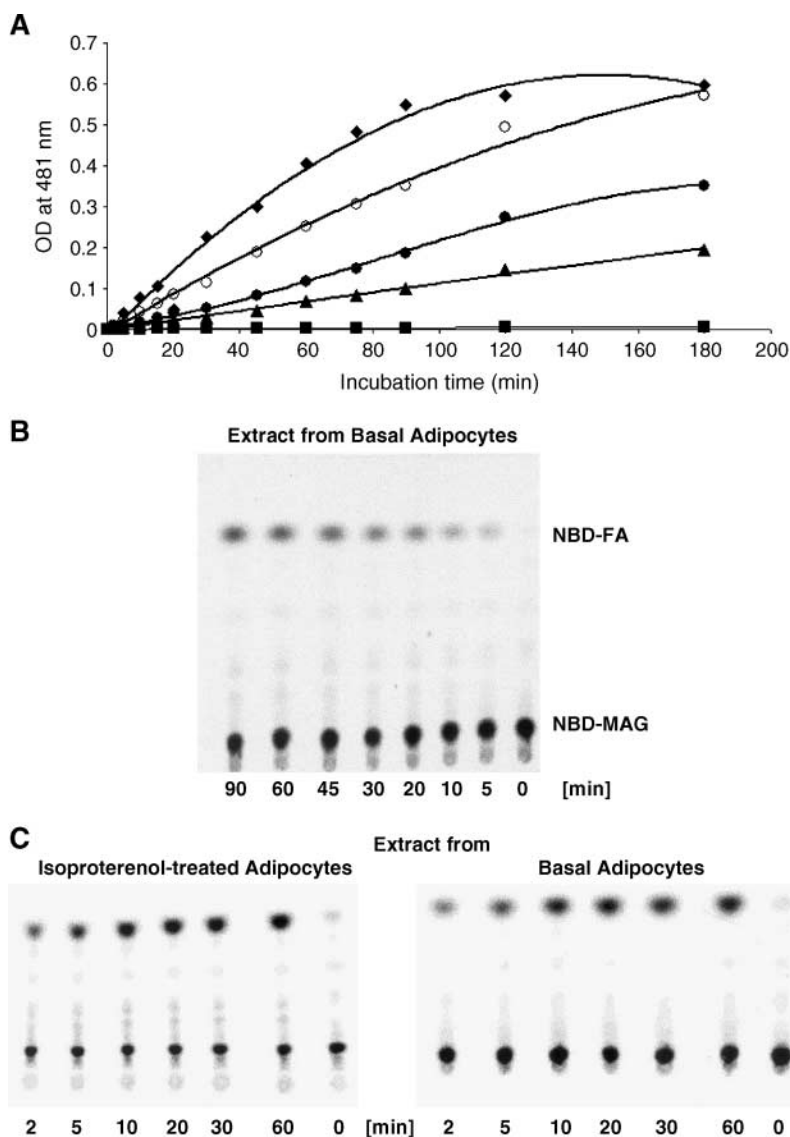 A
0.7
0.6
0.5
0.4
0.3
0.2
0.1
0
OD at 481 nm
0 20 40 60 80 100 120 140 160 180 200
Incubation time (min)
B
Extract from Basal Adipocytes
NBD-FA
NBD-MAG
90 60 45 30 20 10 5 0 [min]
C
Extract from
Isoproterenol-treated Adipocytes Basal Adipocytes
2 5 10 20 30 60 0 [min] 2 5 10 20 30 60 0